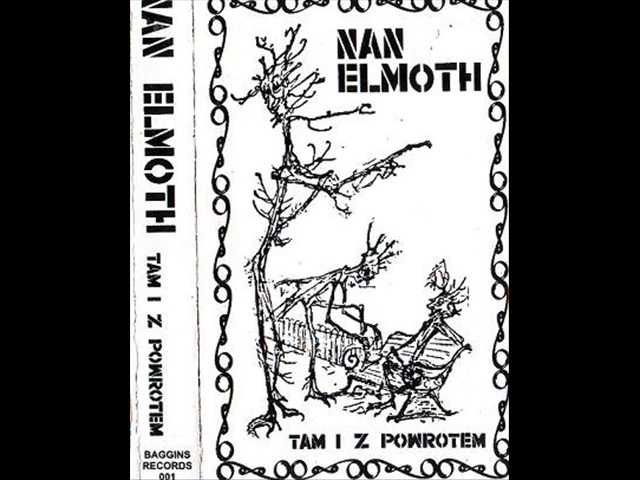 NAN ELMOTH TAM I Z POWROTEM
BAGGINS
RECORDS
001
NAN
ELMOTH
TAM I Z POWROTEM